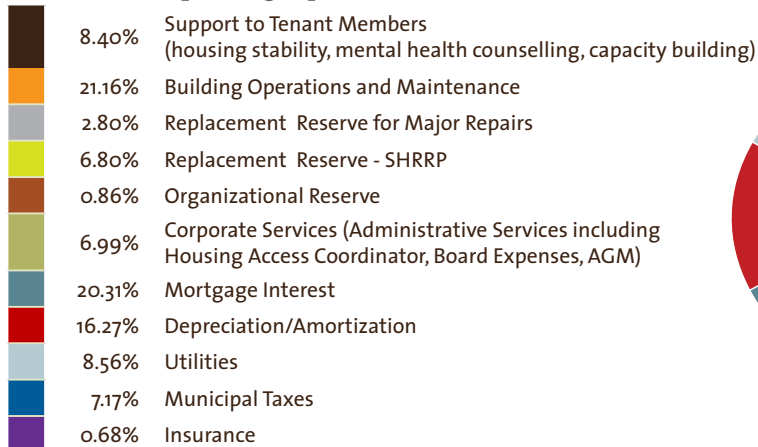 8.40% Support to Tenant Members
(housing stability, mental health counselling, capacity building)
21.16% Building Operations and Maintenance
2.80% Replacement Reserve for Major Repairs
6.80% Replacement Reserve - SHRRP
0.86% Organizational Reserve
6.99% Corporate Services (Administrative Services including
Housing Access Coordinator, Board Expenses, AGM)
20.31% Mortgage Interest
16.27% Depreciation/Amortization
8.56% Utilities
7.17% Municipal Taxes
0.68% Insurance